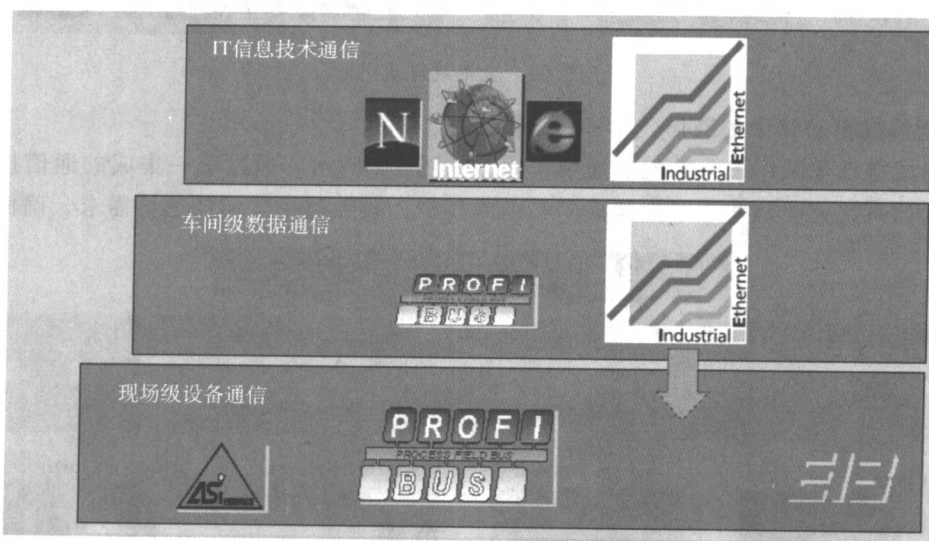 IT信息技术通信
N
Internet
e
Industrial
Ethernet
车间级数据通信
PROFI
BUS
Industrial
Ethernet
现场级设备通信
PROFI
PROCESS FIELD BUS
BUS
ASi
EIB